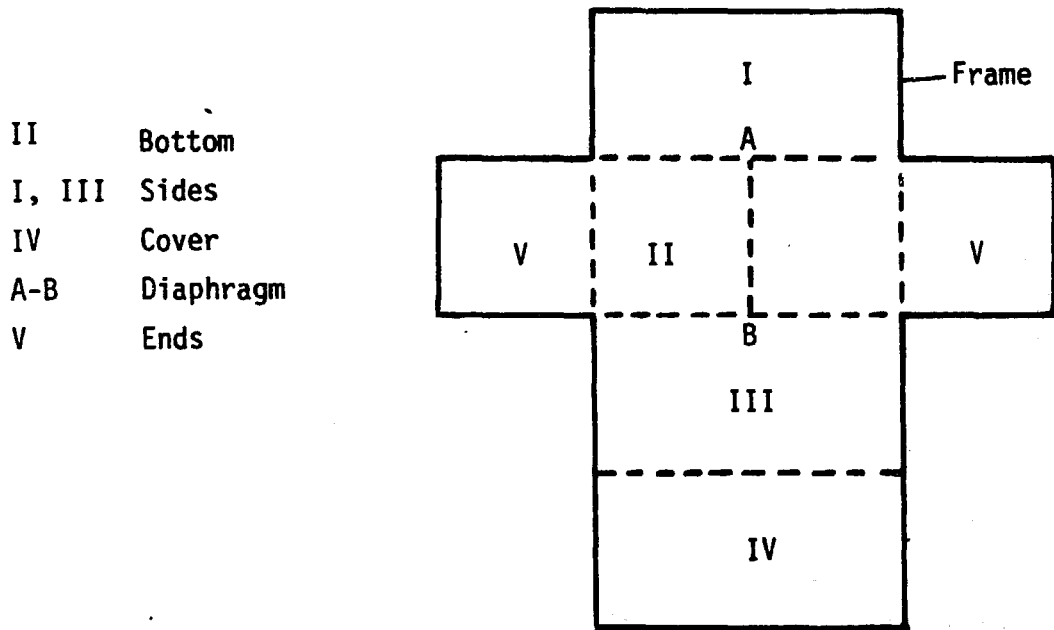 II Bottom
I, III Sides
IV Cover
A-B Diaphragm
V Ends
I
Frame
A
V
II
V
B
III
IV